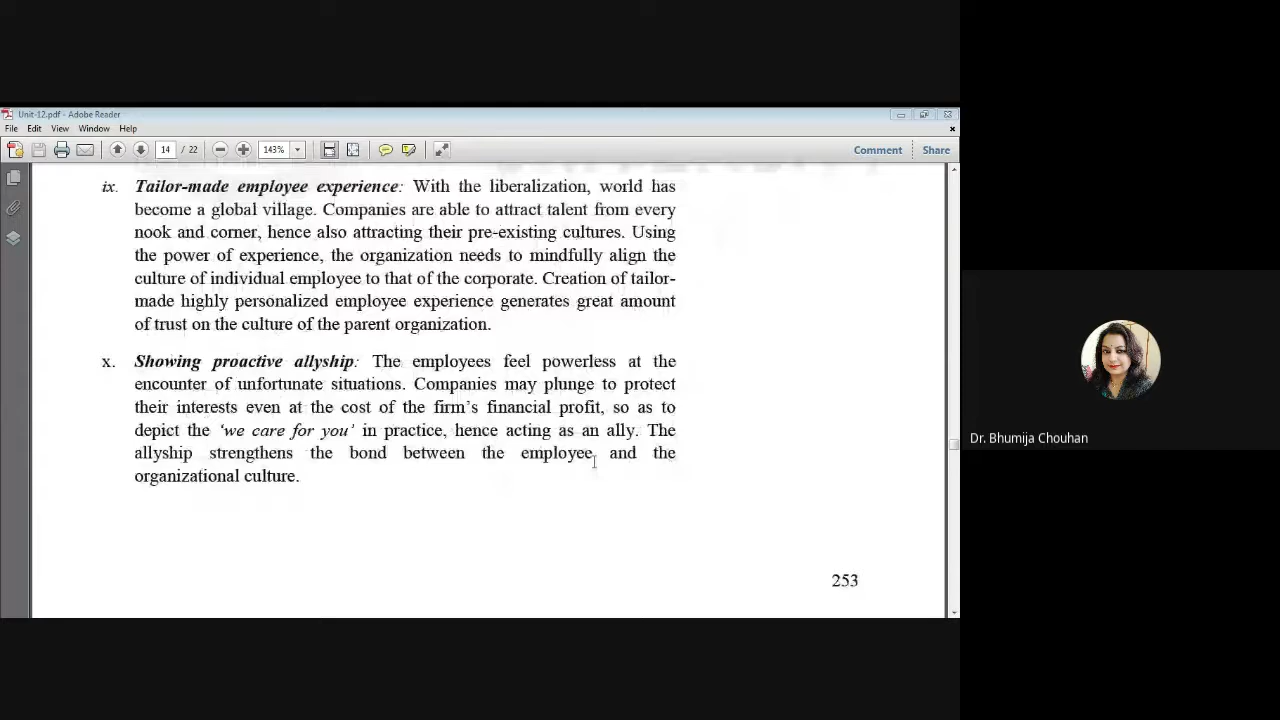 Unit-12.pdf - Adobe Reader
File Edit View Window Help
14 / 22 143% Comment Share
ix. Tailor-made employee experience: With the liberalization, world has
become a global village. Companies are able to attract talent from every
nook and corner, hence also attracting their pre-existing cultures. Using
the power of experience, the organization needs to mindfully align the
culture of individual employee to that of the corporate. Creation of tailor-
made highly personalized employee experience generates great amount
of trust on the culture of the parent organization.
x. Showing proactive allyship: The employees feel powerless at the
encounter of unfortunate situations. Companies may plunge to protect
their interests even at the cost of the firm's financial profit, so as to
depict the 'we care for you' in practice, hence acting as an ally. The
allyship strengthens the bond between the employee and the
organizational culture.
253
Dr. Bhumija Chouhan